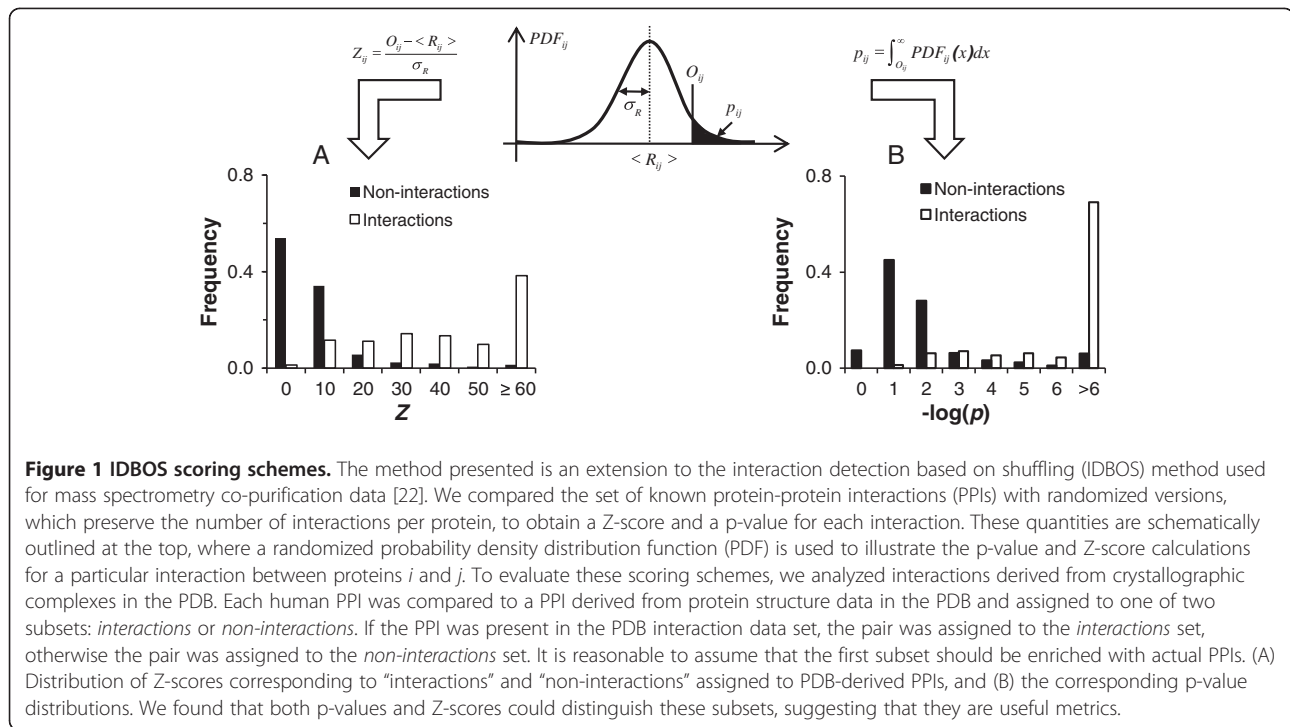 Z_ij = (O_ij − < R_ij >) / σ_R
PDF_ij
O_ij
σ_R
p_ij
< R_ij >
p_ij = ∫_{O_ij}^{∞} PDF_ij(x)dx
A
0.8
0.4
0.0
Frequency
Non-interactions
Interactions
0 10 20 30 40 50 ≥ 60
Z
B
0.8
0.4
0.0
Frequency
Non-interactions
Interactions
0 1 2 3 4 5 6 >6
-log(p)
Figure 1 IDBOS scoring schemes. The method presented is an extension to the interaction detection based on shuffling (IDBOS) method used
for mass spectrometry co-purification data [22]. We compared the set of known protein-protein interactions (PPIs) with randomized versions,
which preserve the number of interactions per protein, to obtain a Z-score and a p-value for each interaction. These quantities are schematically
outlined at the top, where a randomized probability density distribution function (PDF) is used to illustrate the p-value and Z-score calculations
for a particular interaction between proteins i and j. To evaluate these scoring schemes, we analyzed interactions derived from crystallographic
complexes in the PDB. Each human PPI was compared to a PPI derived from protein structure data in the PDB and assigned to one of two
subsets: interactions or non-interactions. If the PPI was present in the PDB interaction data set, the pair was assigned to the interactions set,
otherwise the pair was assigned to the non-interactions set. It is reasonable to assume that the first subset should be enriched with actual PPIs. (A)
Distribution of Z-scores corresponding to “interactions” and “non-interactions” assigned to PDB-derived PPIs, and (B) the corresponding p-value
distributions. We found that both p-values and Z-scores could distinguish these subsets, suggesting that they are useful metrics.